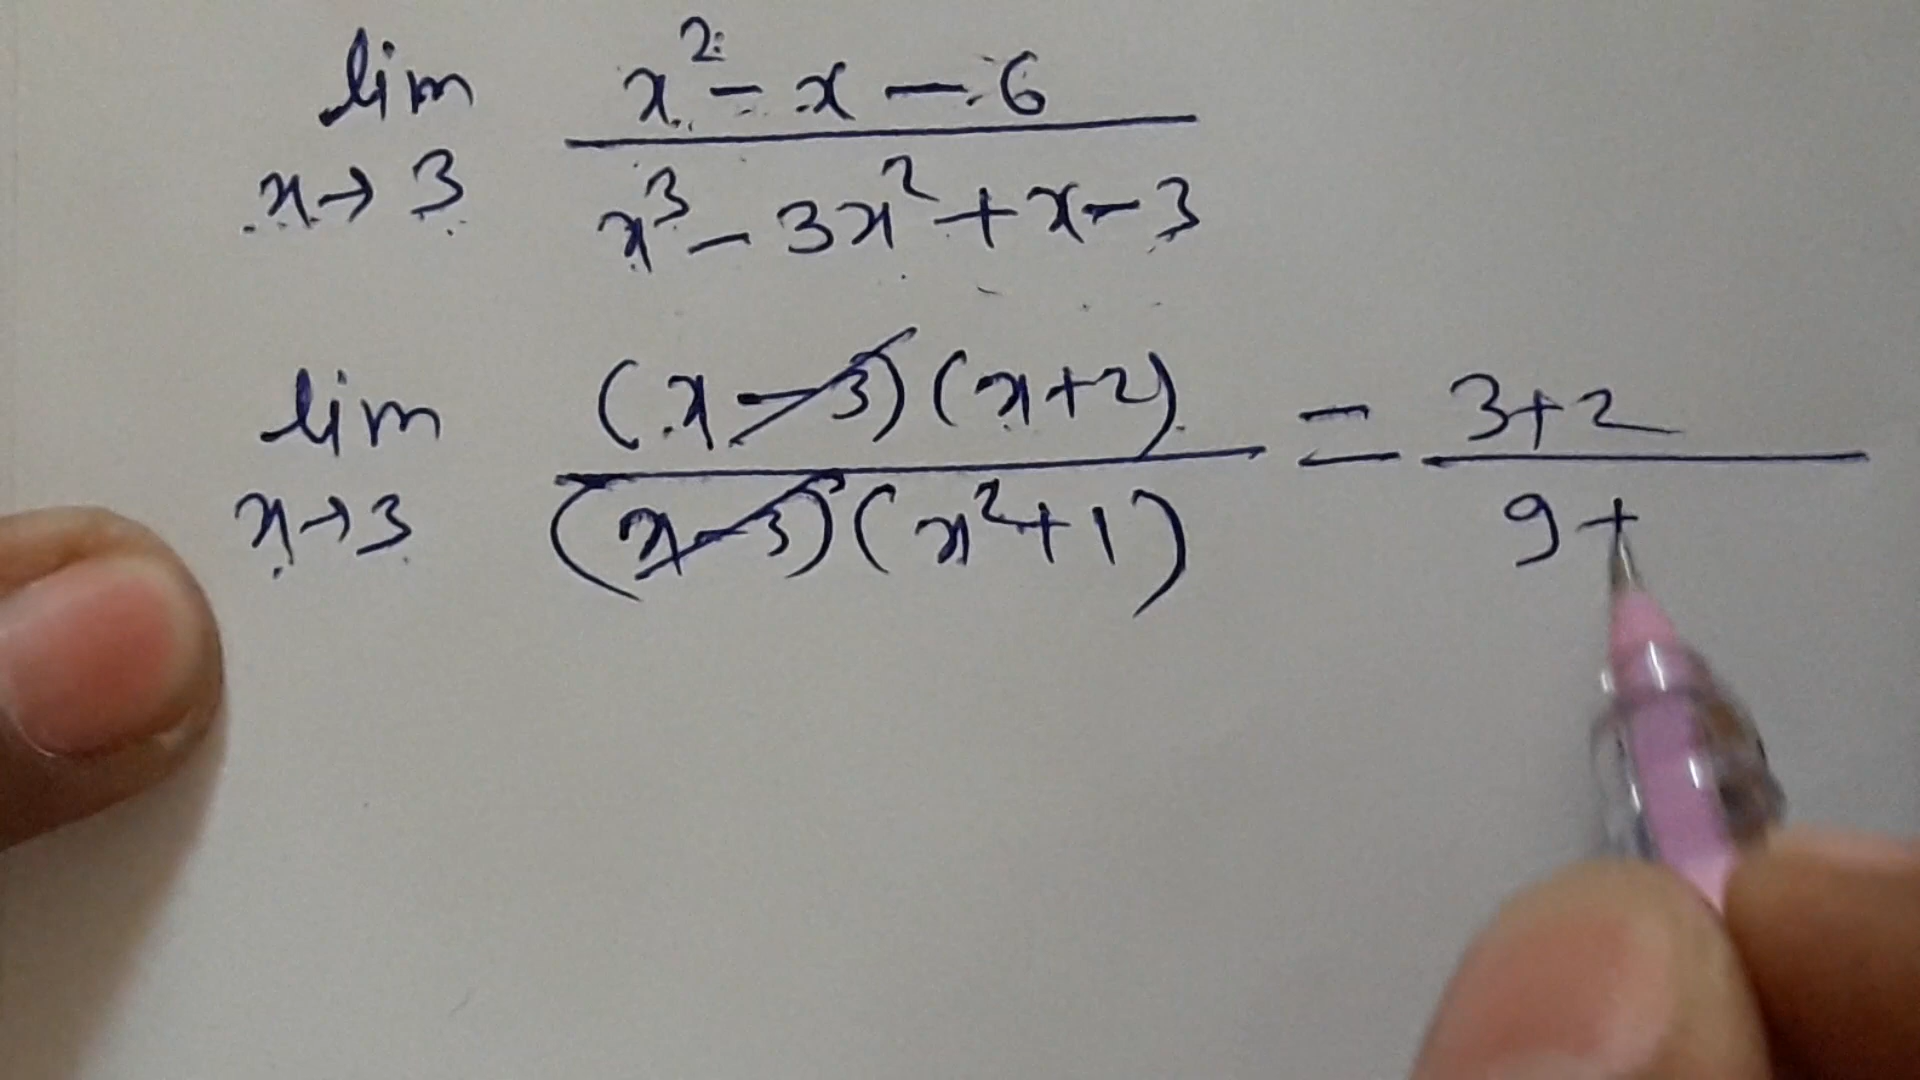 lim x→3 (x² - x - 6) / (x³ - 3x² + x - 3)
lim x→3 (x-3)(x+2) / (x-3)(x²+1) = 3+2 / 9+